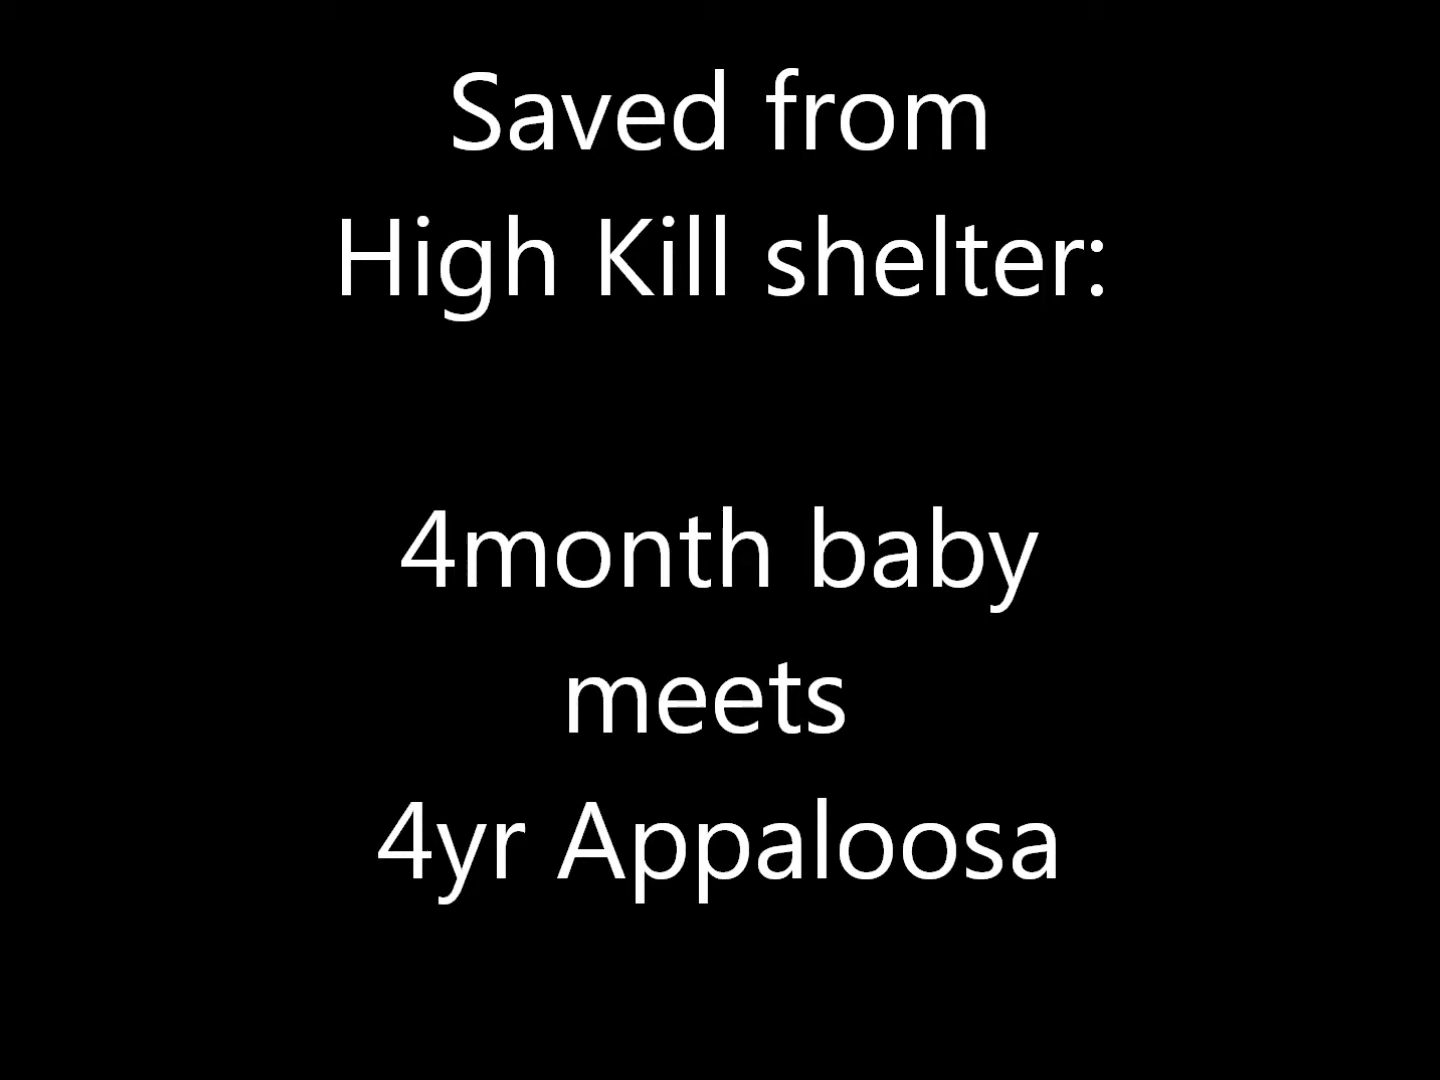 Saved from
High Kill shelter:
4month baby
meets
4yr Appaloosa